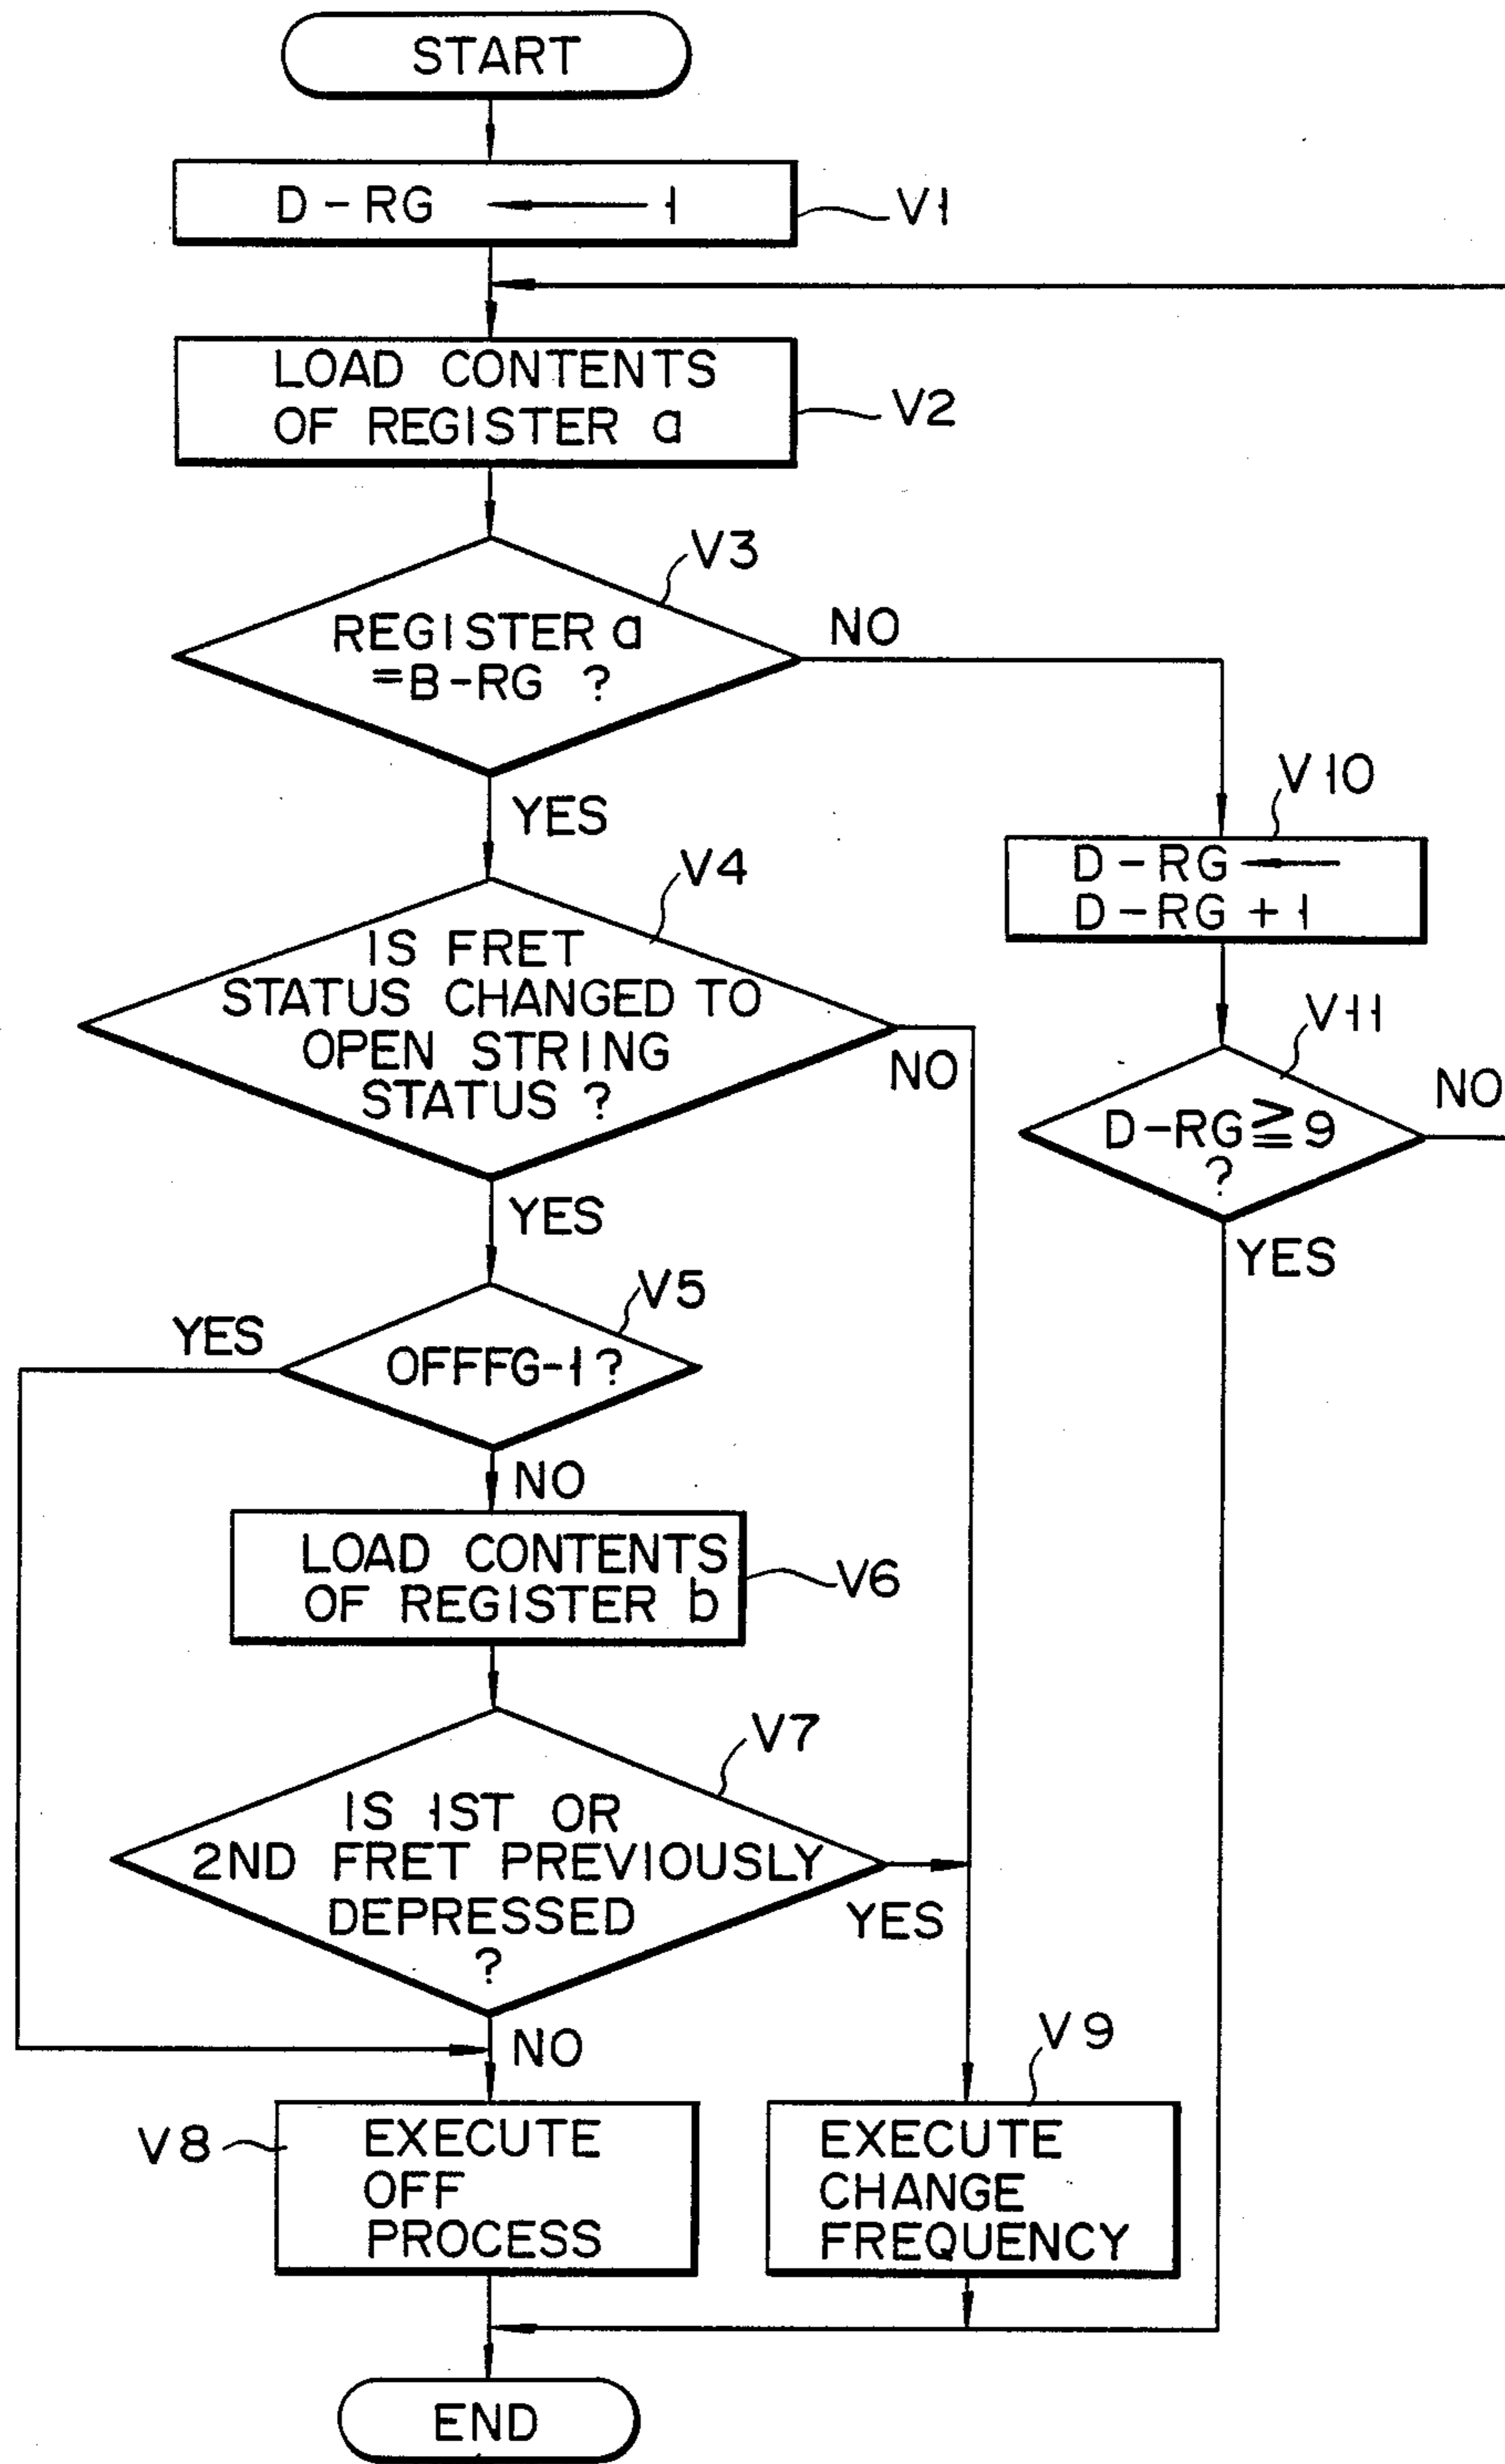 START
D-RG ← 1
V1
LOAD CONTENTS
OF REGISTER a
V2
V3
REGISTER a
=B-RG ?
NO
YES
V10
D-RG ←
D-RG+1
V4
IS FRET
STATUS CHANGED TO
OPEN STRING
STATUS ?
NO
YES
V11
D-RG≧9
?
NO
YES
V5
YES
OFFFG-1?
NO
LOAD CONTENTS
OF REGISTER b
V6
V7
IS 1ST OR
2ND FRET PREVIOUSLY
DEPRESSED
?
YES
NO
V8
EXECUTE
OFF
PROCESS
V9
EXECUTE
CHANGE
FREQUENCY
END